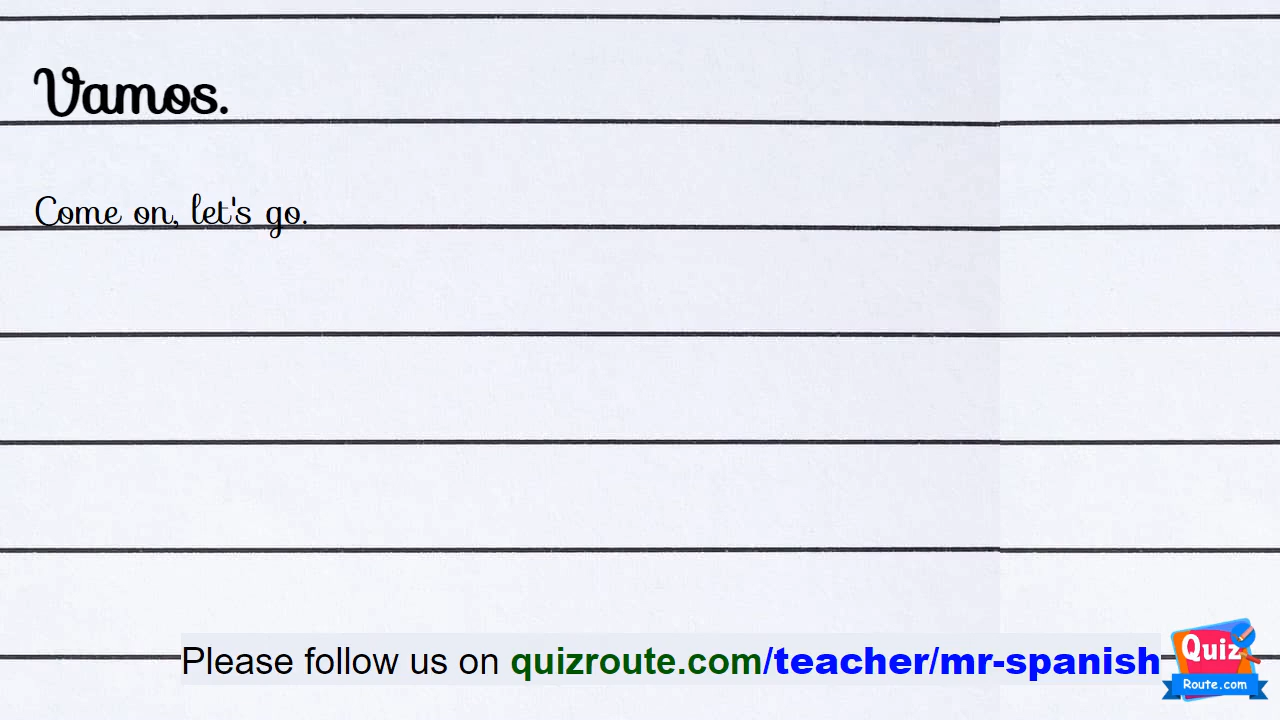 Vamos.
Come on, let's go.
Please follow us on quizroute.com/teacher/mr-spanish
Quiz
Route.com